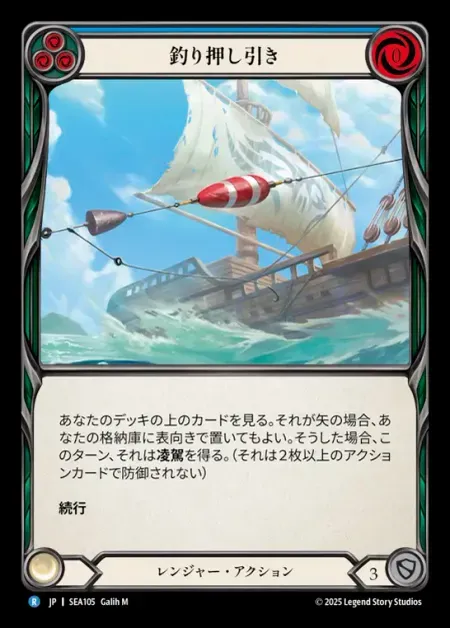 釣り押し引き
0
あなたのデッキの上のカードを見る。それが矢の場合、あ
なたの格納庫に表向きで置いてもよい。そうした場合、こ
のターン、それは凌駕を得る。(それは2枚以上のアクショ
ンカードで防御されない)
続行
レンジャー・アクション
3
R JP | SEA105 Galih M
© 2025 Legend Story Studios